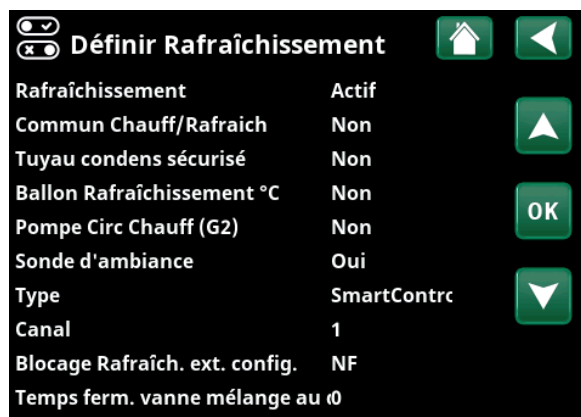 Définir Rafraîchissement
Rafraîchissement Actif
Commun Chauff/Rafraich Non
Tuyau condens sécurisé Non
Ballon Rafraîchissement °C Non
Pompe Circ Chauff (G2) Non
OK
Sonde d'ambiance Oui
Type SmartContrc
Canal 1
Blocage Rafraîch. ext. config. NF
Temps ferm. vanne mélange au 0